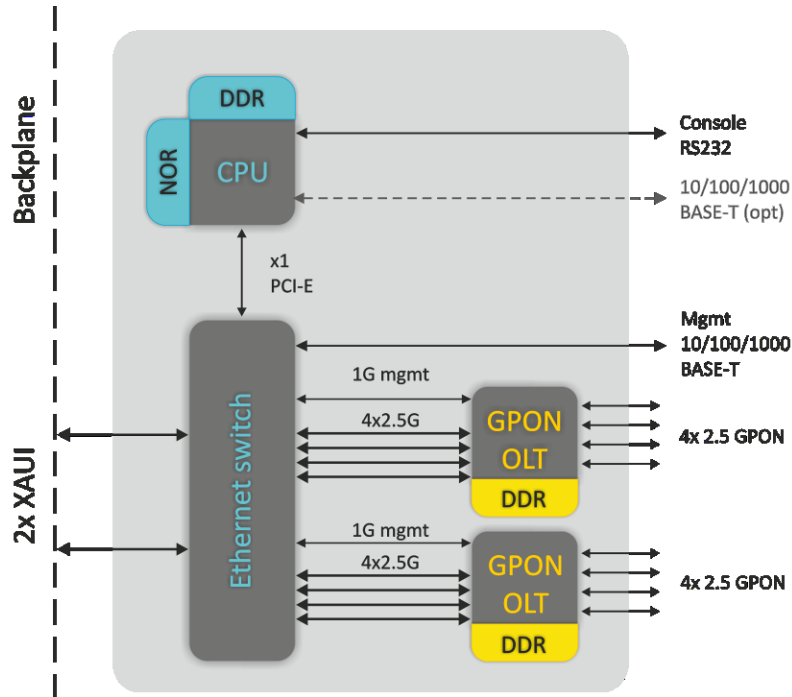 Backplane
2x XAUI
DDR
NOR
CPU
Console
RS232
10/100/1000
BASE-T (opt)
x1
PCI-E
Ethernet switch
Mgmt
10/100/1000
BASE-T
1G mgmt
4x2.5G
GPON
OLT
DDR
4x 2.5 GPON
1G mgmt
4x2.5G
GPON
OLT
DDR
4x 2.5 GPON